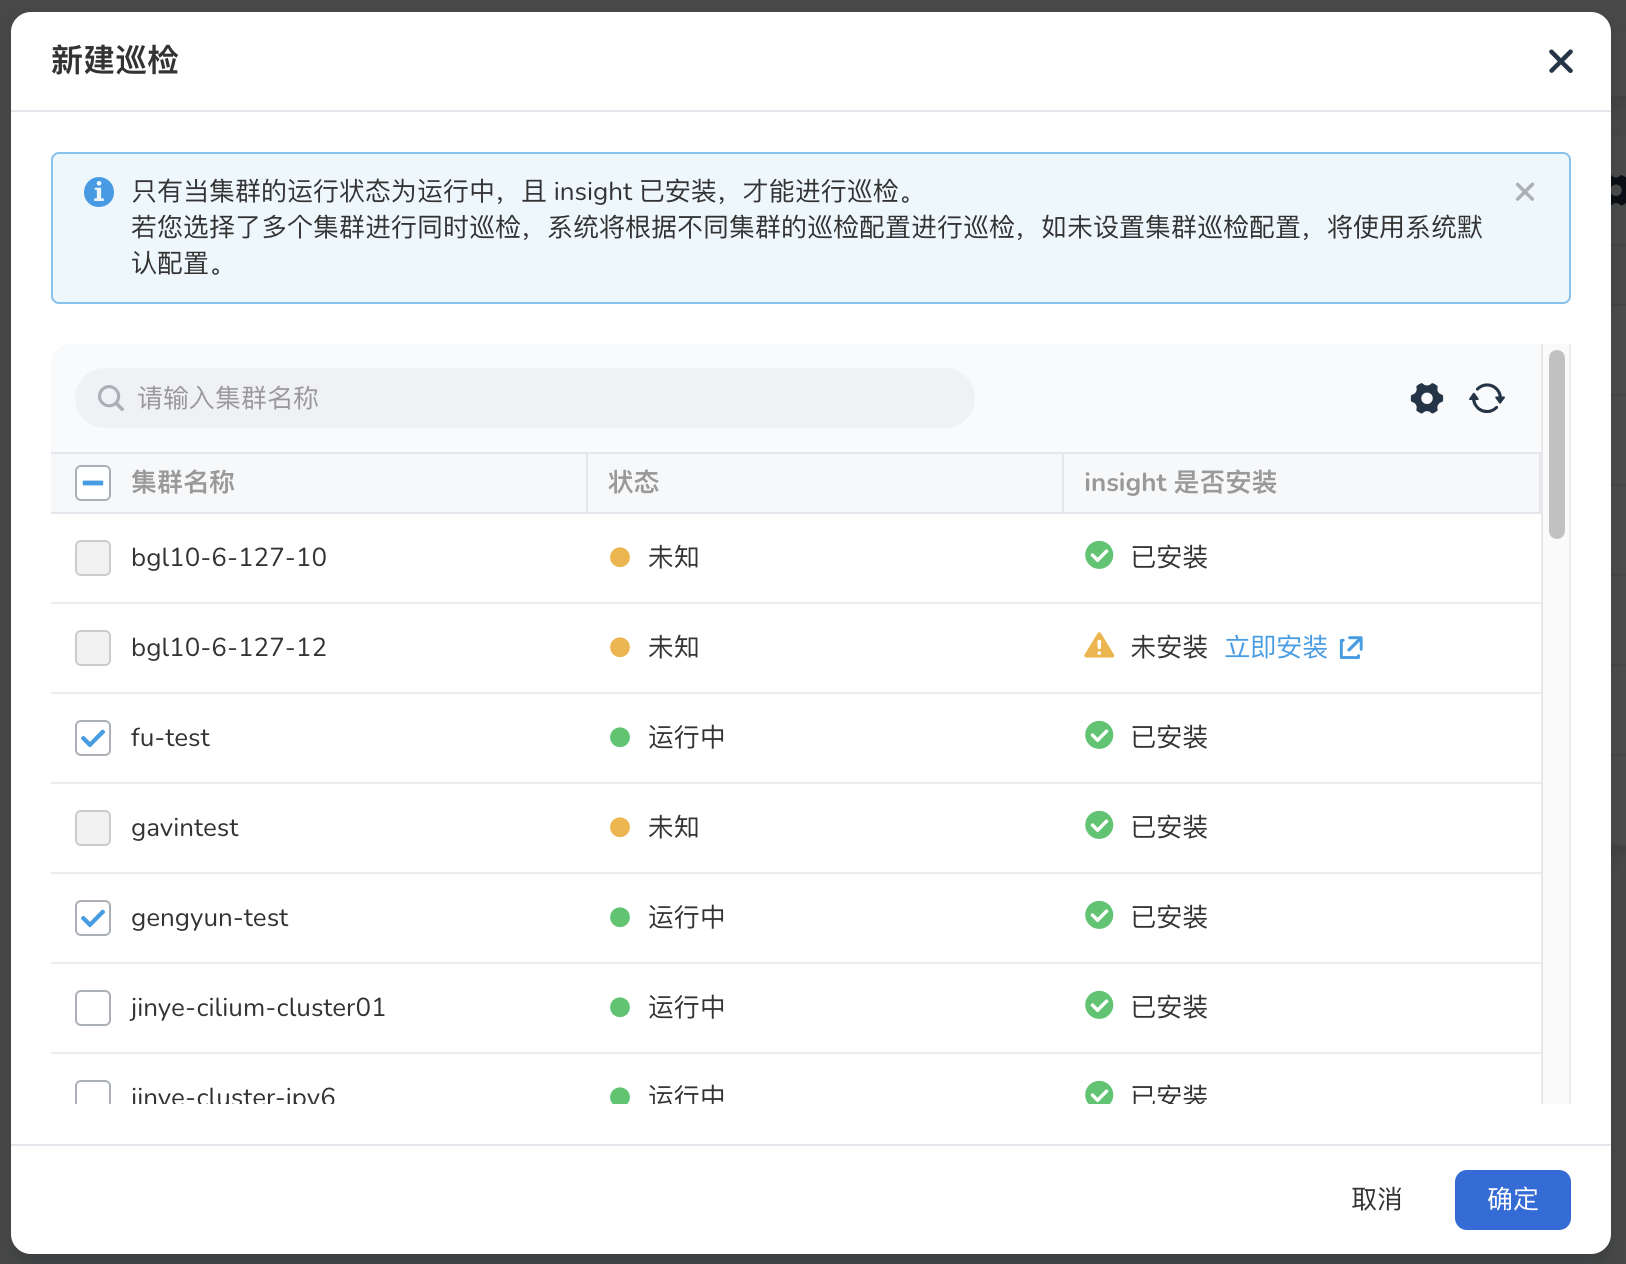 新建巡检
只有当集群的运行状态为运行中，且 insight 已安装，才能进行巡检。
若您选择了多个集群进行同时巡检，系统将根据不同集群的巡检配置进行巡检，如未设置集群巡检配置，将使用系统默
认配置。
请输入集群名称
集群名称 状态 insight 是否安装
bgl10-6-127-10 未知 已安装
bgl10-6-127-12 未知 未安装 立即安装
fu-test 运行中 已安装
gavintest 未知 已安装
gengyun-test 运行中 已安装
jinye-cilium-cluster01 运行中 已安装
jinye-cluster-ipv6 运行中 已安装
取消 确定